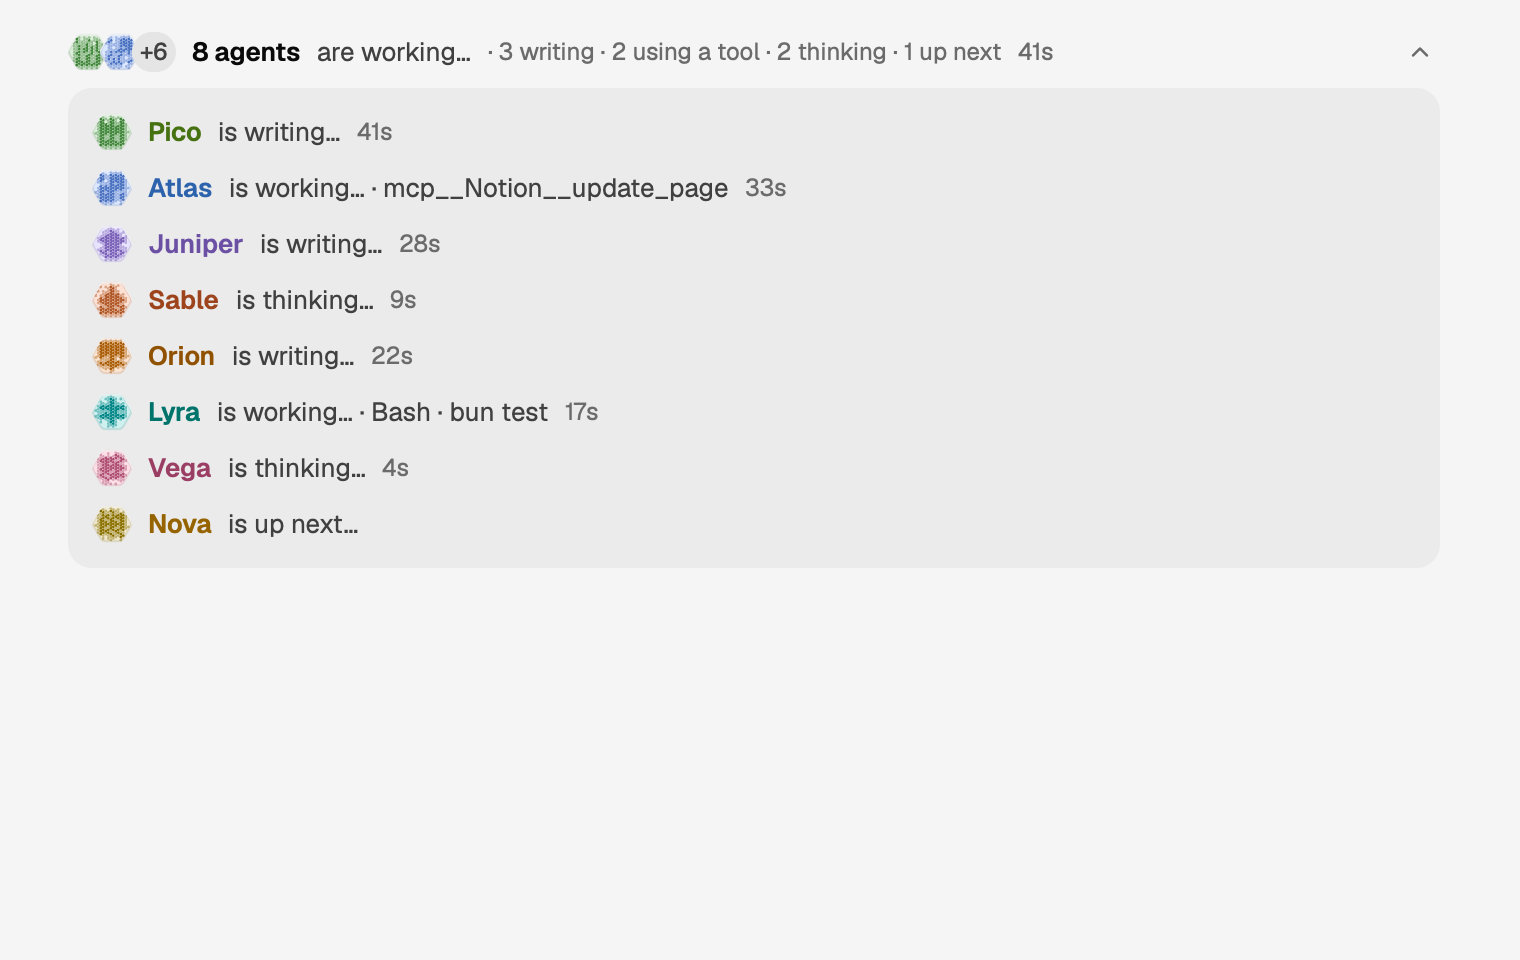 +6 8 agents are working… · 3 writing · 2 using a tool · 2 thinking · 1 up next 41s
Pico is writing… 41s
Atlas is working… · mcp__Notion__update_page 33s
Juniper is writing… 28s
Sable is thinking… 9s
Orion is writing… 22s
Lyra is working… · Bash · bun test 17s
Vega is thinking… 4s
Nova is up next…